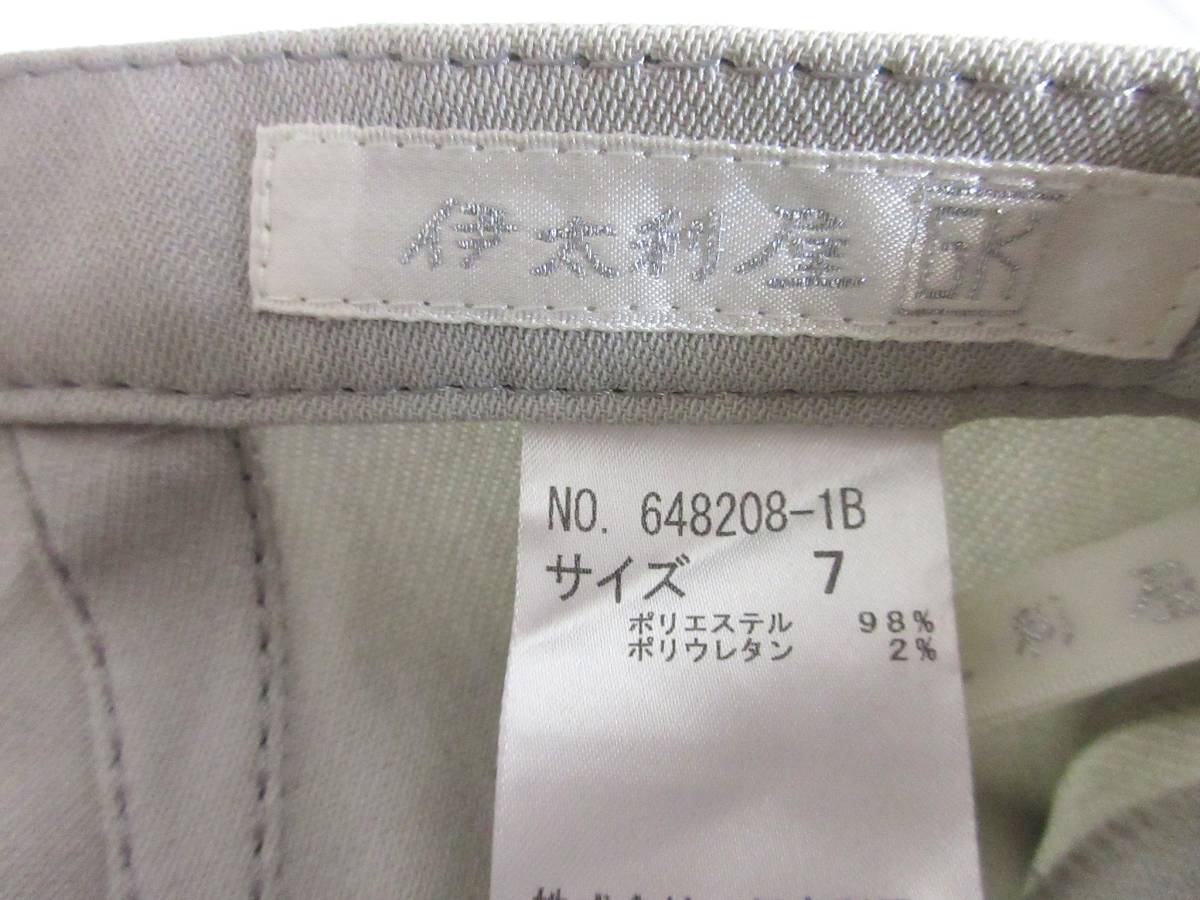 伊太利屋 GK
NO. 648208-1B
サイズ 7
ポリエステル 98%
ポリウレタン 2%